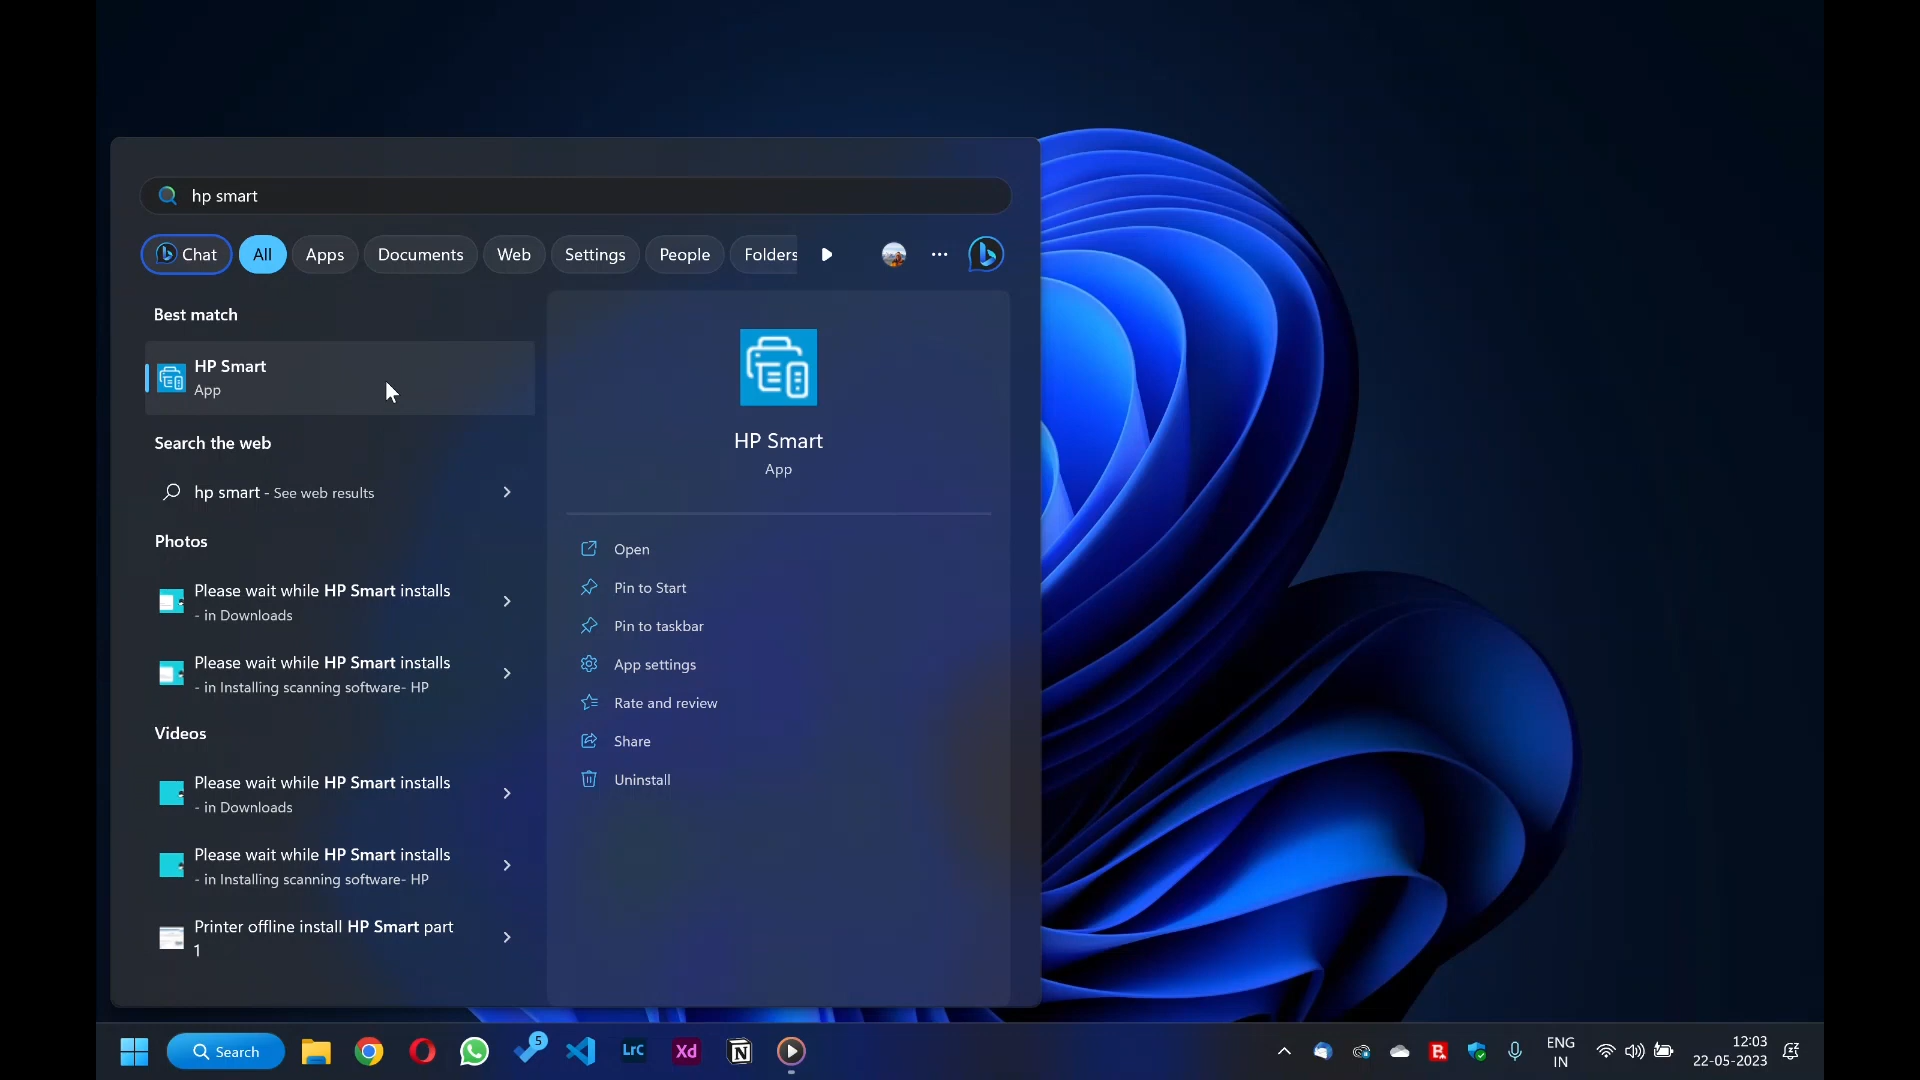 hp smart
Chat All Apps Documents Web Settings People Folders
Best match
HP Smart
App
Search the web
hp smart - See web results
Photos
Please wait while HP Smart installs
- in Downloads
Please wait while HP Smart installs
- in Installing scanning software- HP
Videos
Please wait while HP Smart installs
- in Downloads
Please wait while HP Smart installs
- in Installing scanning software- HP
Printer offline install HP Smart part
1
HP Smart
App
Open
Pin to Start
Pin to taskbar
App settings
Rate and review
Share
Uninstall
Search
5
Lrc
Xd
ENG
IN
12:03
22-05-2023